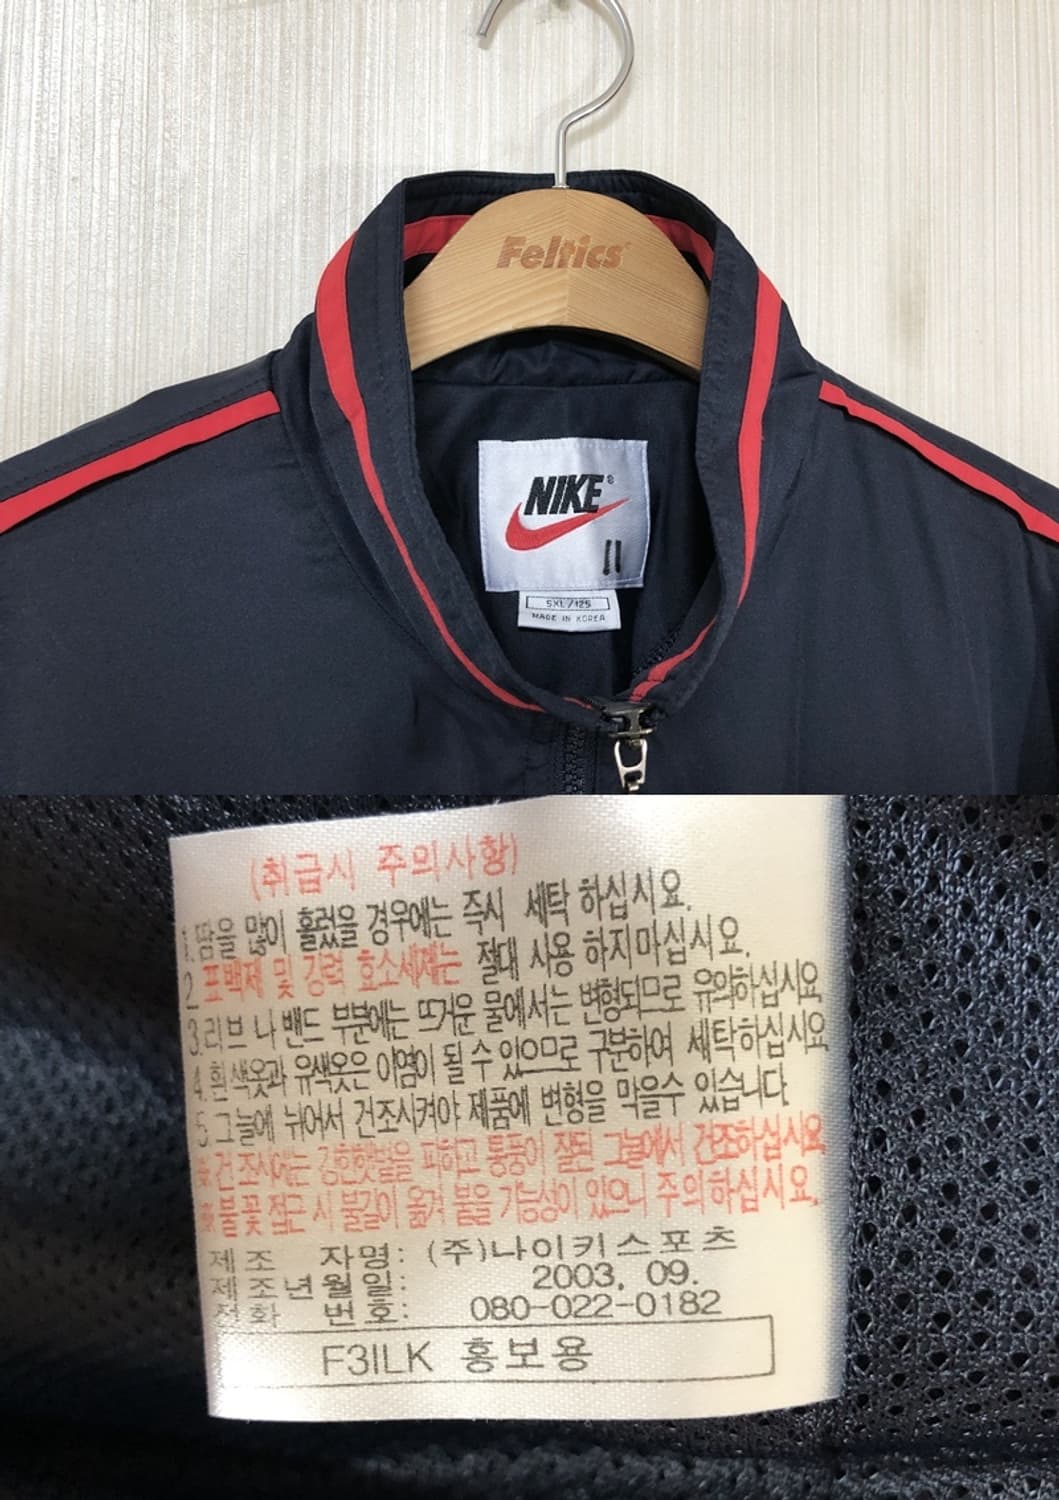 Feltics
NIKE®
5XL/125
MADE IN KOREA
(취급시 주의사항)
1.땀을 많이 흘렸을 경우에는 즉시 세탁 하십시요.
2.표백제 및 강력 효소세제는 절대 사용 하지마십시요.
3.리브 나 밴드 부분에는 뜨거운 물에서는 변형되므로 유의하십시요
4.흰색옷과 유색옷은 이염이 될 수 있으므로 구분하여 세탁하십시요
5.그늘에 뉘어서 건조시켜야 제품에 변형을 막을수 있습니다.
※건조시에는 강한햇볕을 피하고 통풍이 잘된 그늘에서 건조하십시요
※불꽃 접근 시 불길이 옮겨 붙을 가능성이 있으니 주의하십시요.
제조 자명: (주)나이키스포츠
제조년월일: 2003. 09.
전화 번호: 080-022-0182
F3ILK 홍보용